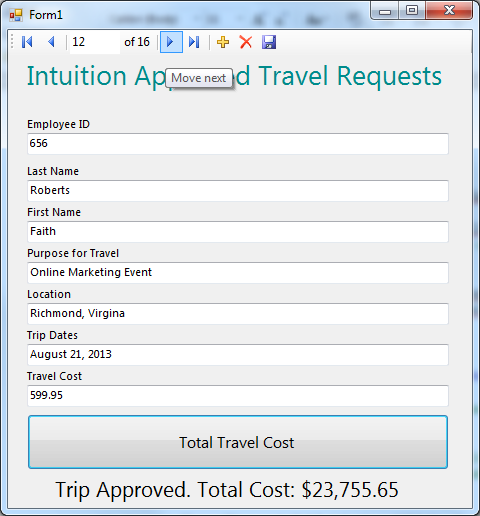 Form1
12 of 16
Move next
Intuition App d Travel Requests
Employee ID
656
Last Name
Roberts
First Name
Faith
Purpose for Travel
Online Marketing Event
Location
Richmond, Virgina
Trip Dates
August 21, 2013
Travel Cost
599.95
Total Travel Cost
Trip Approved. Total Cost: $23,755.65